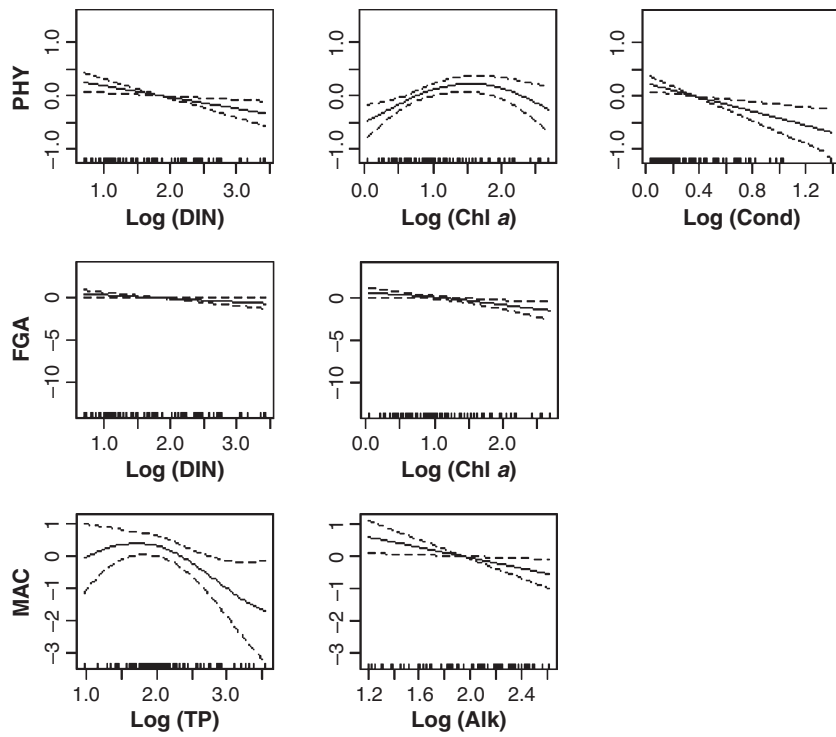 PHY
1.0
0.0
−1.0
1.0 2.0 3.0
Log (DIN)
1.0
0.0
−1.0
0.0 1.0 2.0
Log (Chl a)
1.0
0.0
−1.0
0.0 0.4 0.8 1.2
Log (Cond)
FGA
0
−5
−10
1.0 2.0 3.0
Log (DIN)
0
−5
−10
0.0 1.0 2.0
Log (Chl a)
MAC
1
0
−1
−2
−3
1.0 2.0 3.0
Log (TP)
1
0
−1
−2
−3
1.2 1.6 2.0 2.4
Log (Alk)